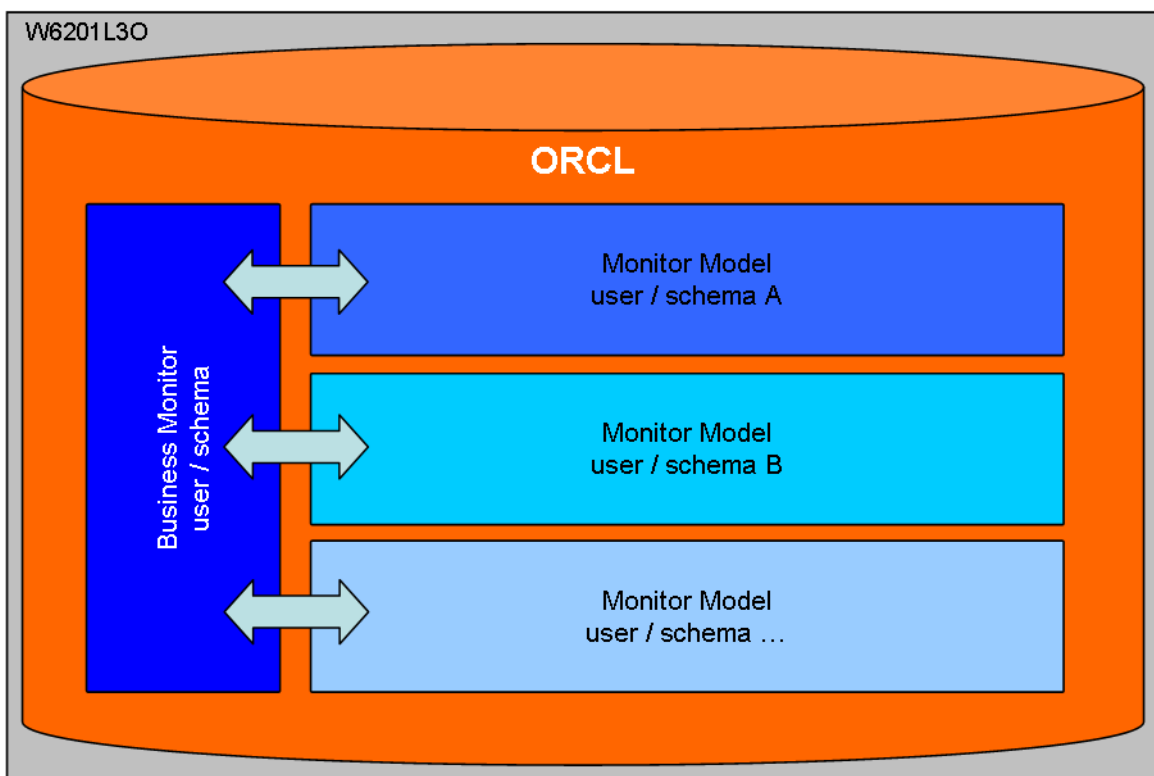 W6201L3O
ORCL
Business Monitor
user / schema
Monitor Model
user / schema A
Monitor Model
user / schema B
Monitor Model
user / schema …